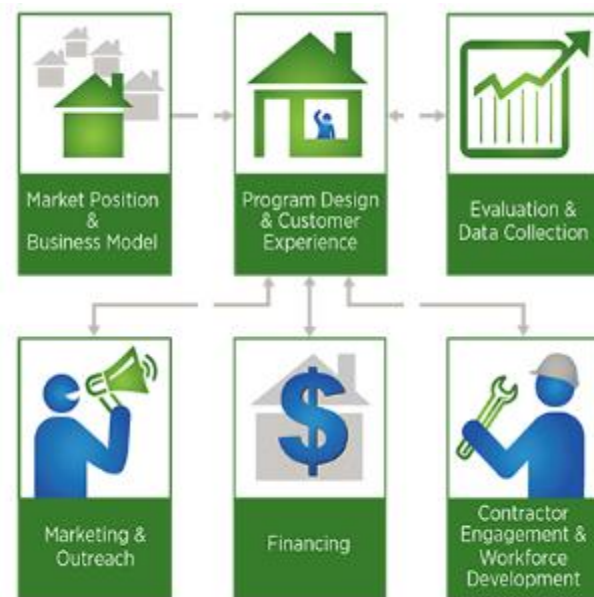 Market Position
&
Business Model
Program Design
& Customer
Experience
Evaluation &
Data Collection
Marketing &
Outreach
$
Financing
Contractor
Engagement &
Workforce
Development